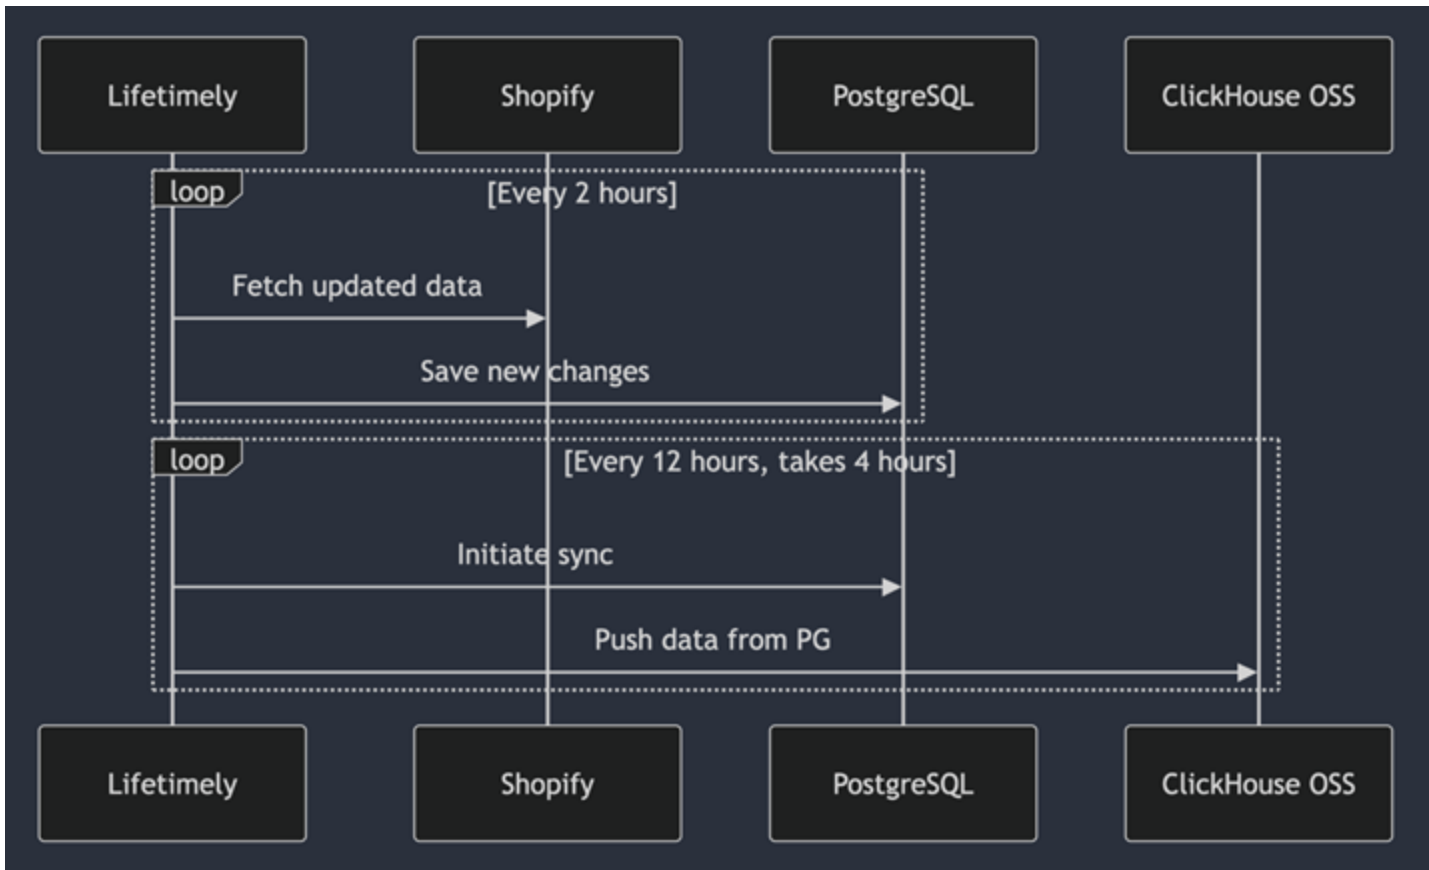 Lifetimely
Shopify
PostgreSQL
ClickHouse OSS
loop
[Every 2 hours]
Fetch updated data
Save new changes
loop
[Every 12 hours, takes 4 hours]
Initiate sync
Push data from PG
Lifetimely
Shopify
PostgreSQL
ClickHouse OSS